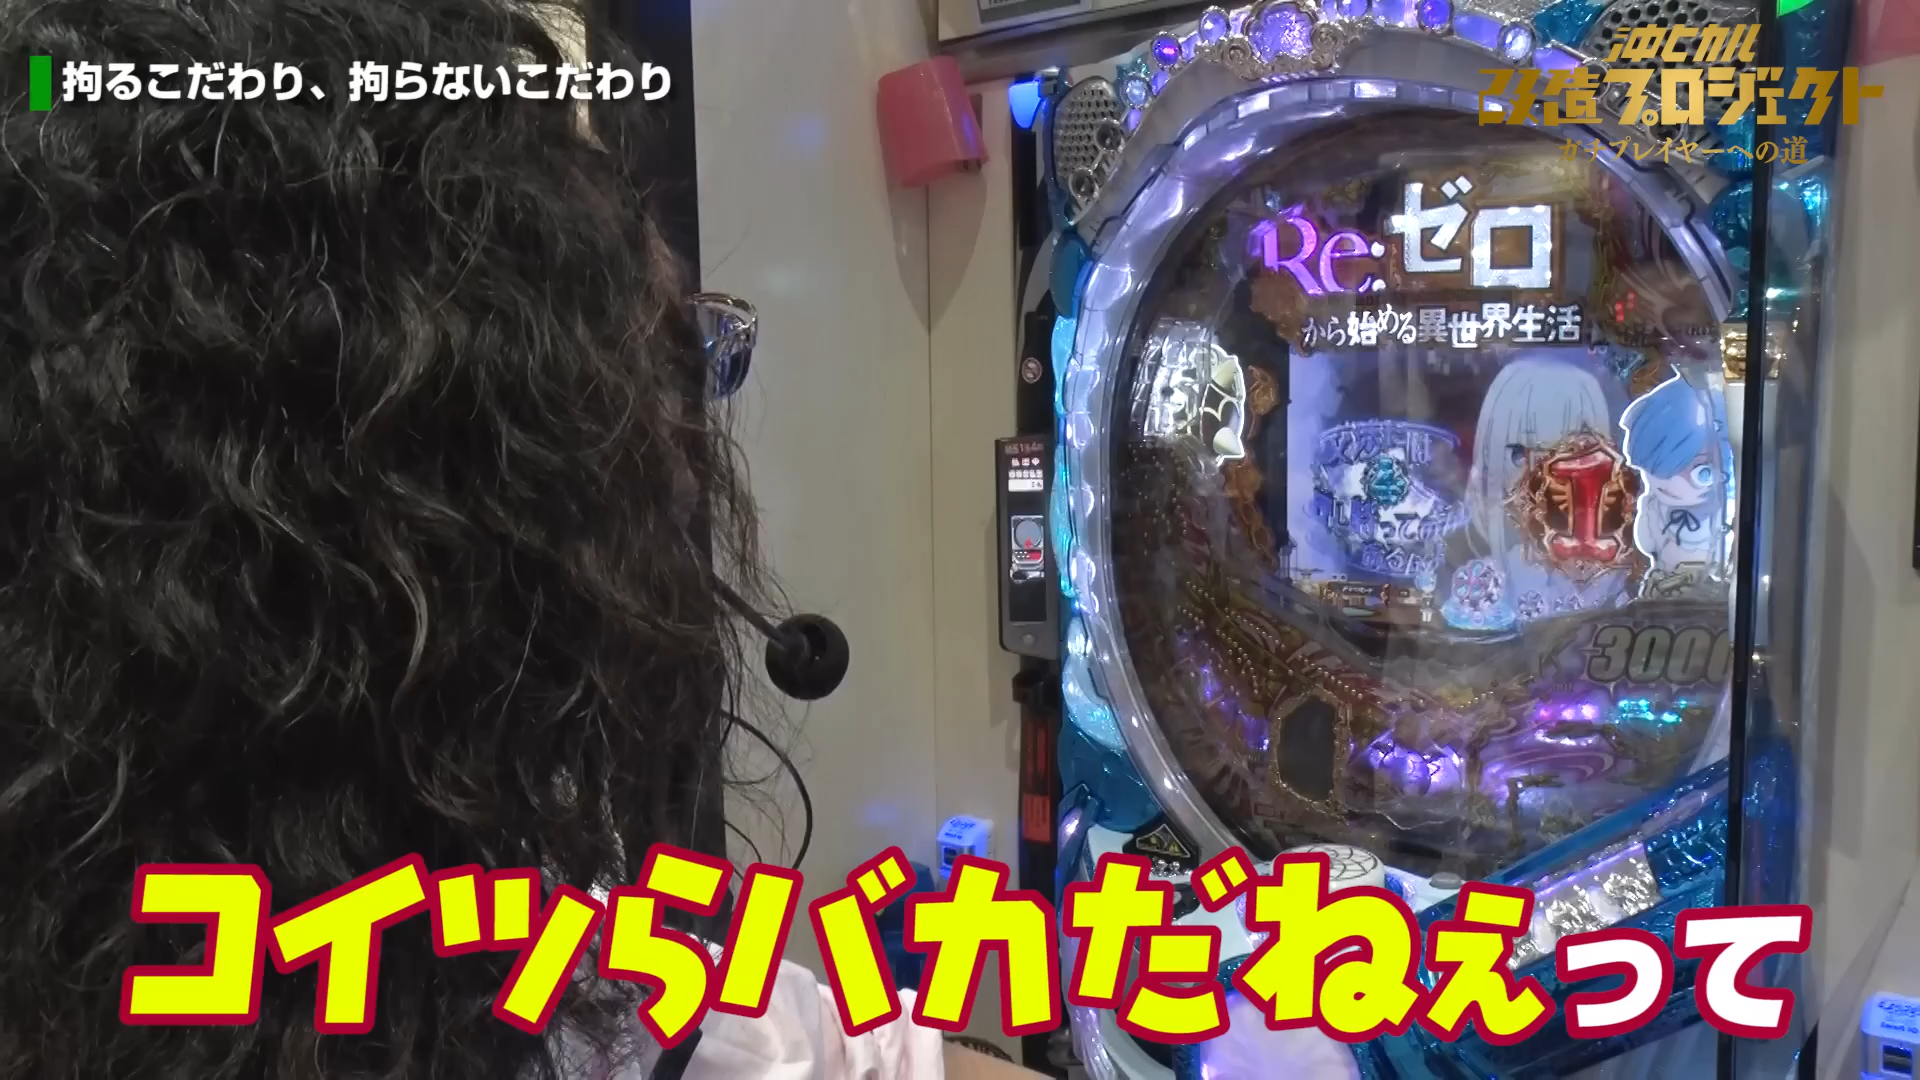 拘るこだわり、拘らないこだわり
沖ヒカル
改造プロジェクト
ガチプレイヤーへの道
Re:ゼロ
から始める異世界生活
3000
コイツらバカだねぇって